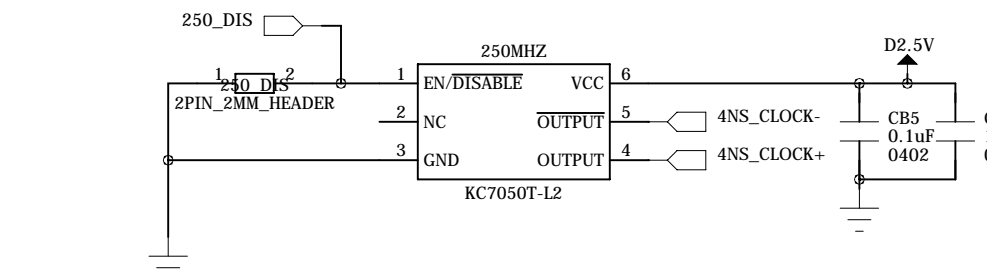 250_DIS
250MHZ
D2.5V
1
2
250_DIS
2PIN_2MM_HEADER
1
EN/DISABLE
VCC
6
2
NC
OUTPUT
5
4NS_CLOCK-
3
GND
OUTPUT
4
4NS_CLOCK+
CB5
0.1uF
0402
KC7050T-L2